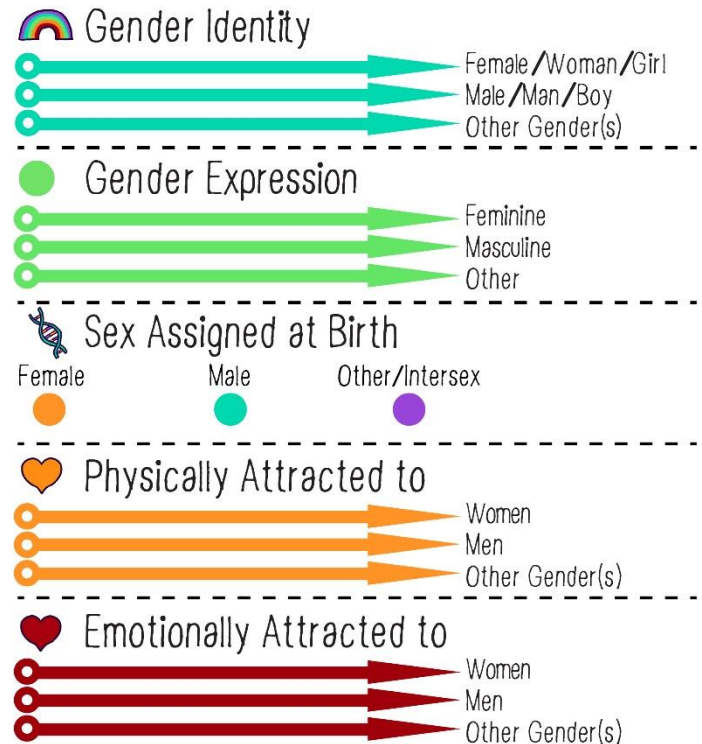 Gender Identity
Female/Woman/Girl
Male/Man/Boy
Other Gender(s)
Gender Expression
Feminine
Masculine
Other
Sex Assigned at Birth
Female Male Other/Intersex
Physically Attracted to
Women
Men
Other Gender(s)
Emotionally Attracted to
Women
Men
Other Gender(s)